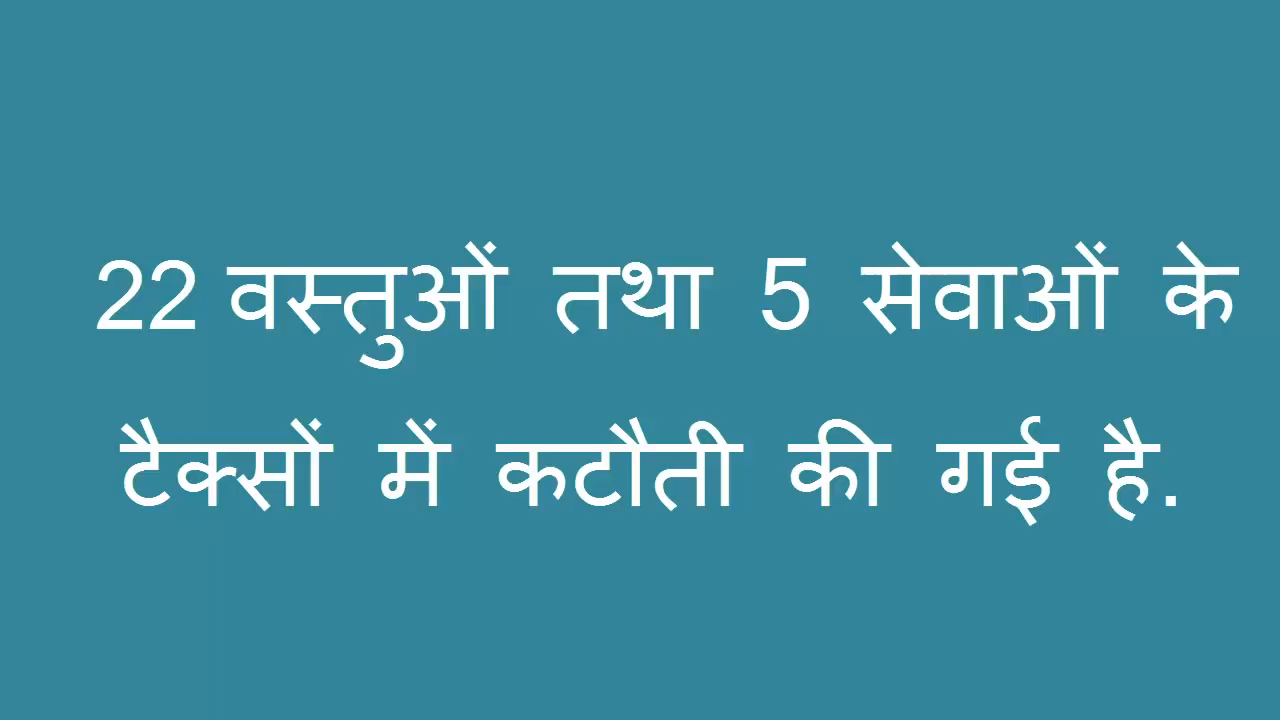 22 वस्तुओं तथा 5 सेवाओं के
टैक्सों में कटौती की गई है.